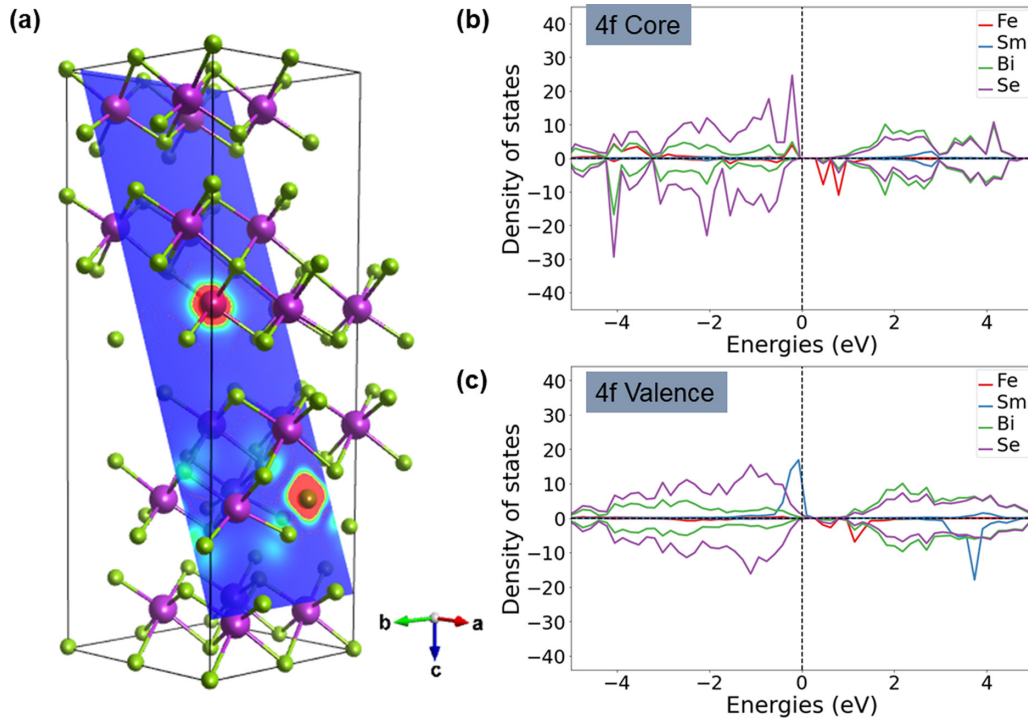 (a)
b
a
c
(b)
4f Core
Fe
Sm
Bi
Se
Density of states
40
30
20
10
0
−10
−20
−30
−40
−4
−2
0
2
4
Energies (eV)
(c)
4f Valence
Fe
Sm
Bi
Se
Density of states
40
30
20
10
0
−10
−20
−30
−40
−4
−2
0
2
4
Energies (eV)